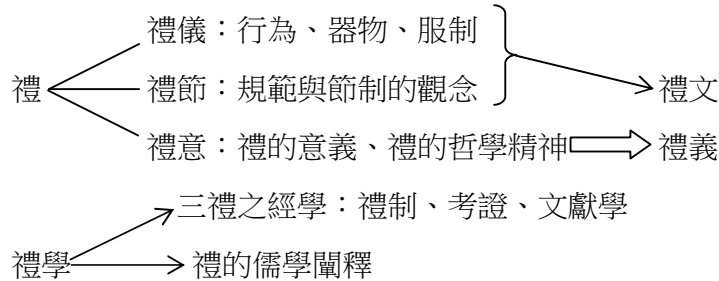 禮儀：行為、器物、服制
禮 禮節：規範與節制的觀念 禮文
禮意：禮的意義、禮的哲學精神 禮義
三禮之經學：禮制、考證、文獻學
禮學 禮的儒學闡釋